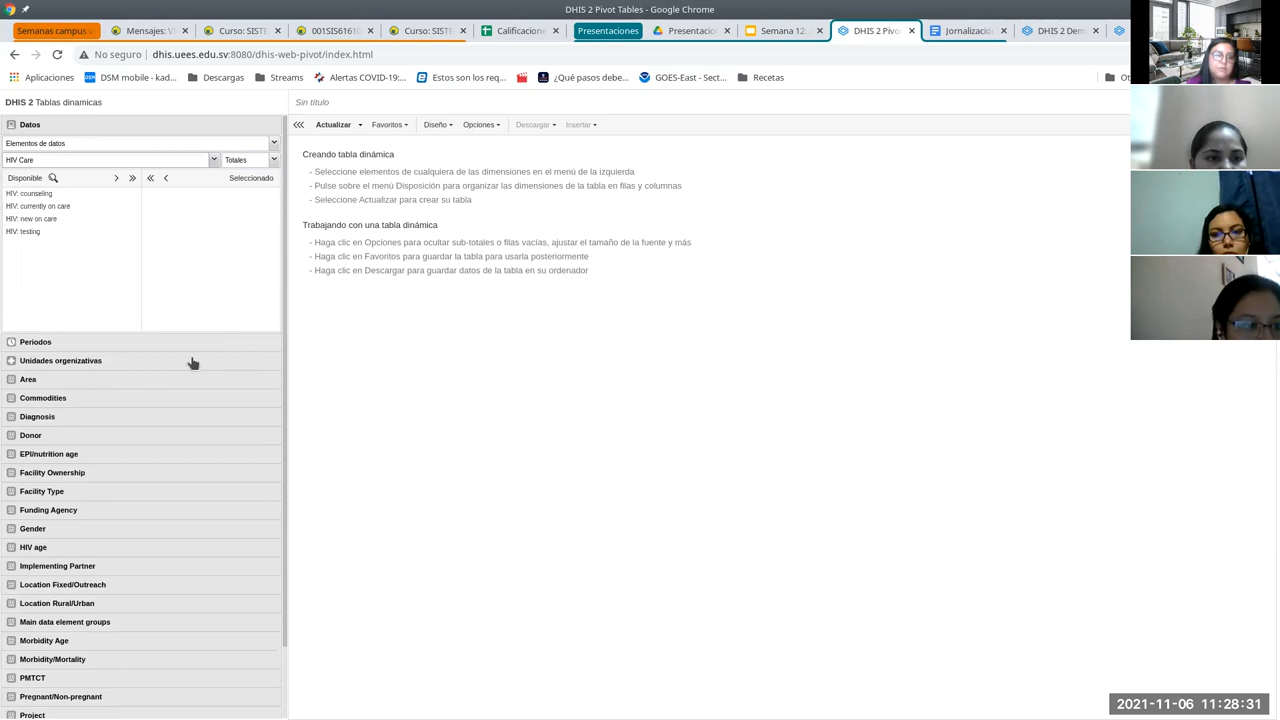 DHIS 2 Pivot Tables - Google Chrome
Semanas campus v
Mensajes: V
Curso: SISTE
001SIS6161
Curso: SISTE
Calificacione
Presentaciones
Presentacio
Semana 12:
DHIS 2 Pivo
Jornalizació
DHIS 2 Dem
No seguro | dhis.uees.edu.sv:8080/dhis-web-pivot/index.html
Aplicaciones
DSM mobile - kad...
Descargas
Streams
Alertas COVID-19:...
Estos son los req...
¿Qué pasos debe...
GOES-East - Sect...
Recetas
Ot
DHIS 2 Tablas dinamicas
Sin titulo
Datos
Elementos de datos
HIV Care
Totales
Disponible
Seleccionado
HIV: counseling
HIV: currently on care
HIV: new on care
HIV: testing
Periodos
Unidades orgenizativas
Area
Commodities
Diagnosis
Donor
EPI/nutrition age
Facility Ownership
Facility Type
Funding Agency
Gender
HIV age
Implementing Partner
Location Fixed/Outreach
Location Rural/Urban
Main data element groups
Morbidity Age
Morbidity/Mortality
PMTCT
Pregnant/Non-pregnant
Project
Actualizar
Favoritos
Diseño
Opciones
Descargar
Insertar
Creando tabla dinámica
- Seleccione elementos de cualquiera de las dimensiones en el menú de la izquierda
- Pulse sobre el menú Disposición para organizar las dimensiones de la tabla en filas y columnas
- Seleccione Actualizar para crear su tabla
Trabajando con una tabla dinámica
- Haga clic en Opciones para ocultar sub-totales o filas vacías, ajustar el tamaño de la fuente y más
- Haga clic en Favoritos para guardar la tabla para usarla posteriormente
- Haga clic en Descargar para guardar datos de la tabla en su ordenador
2021-11-06 11:28:31